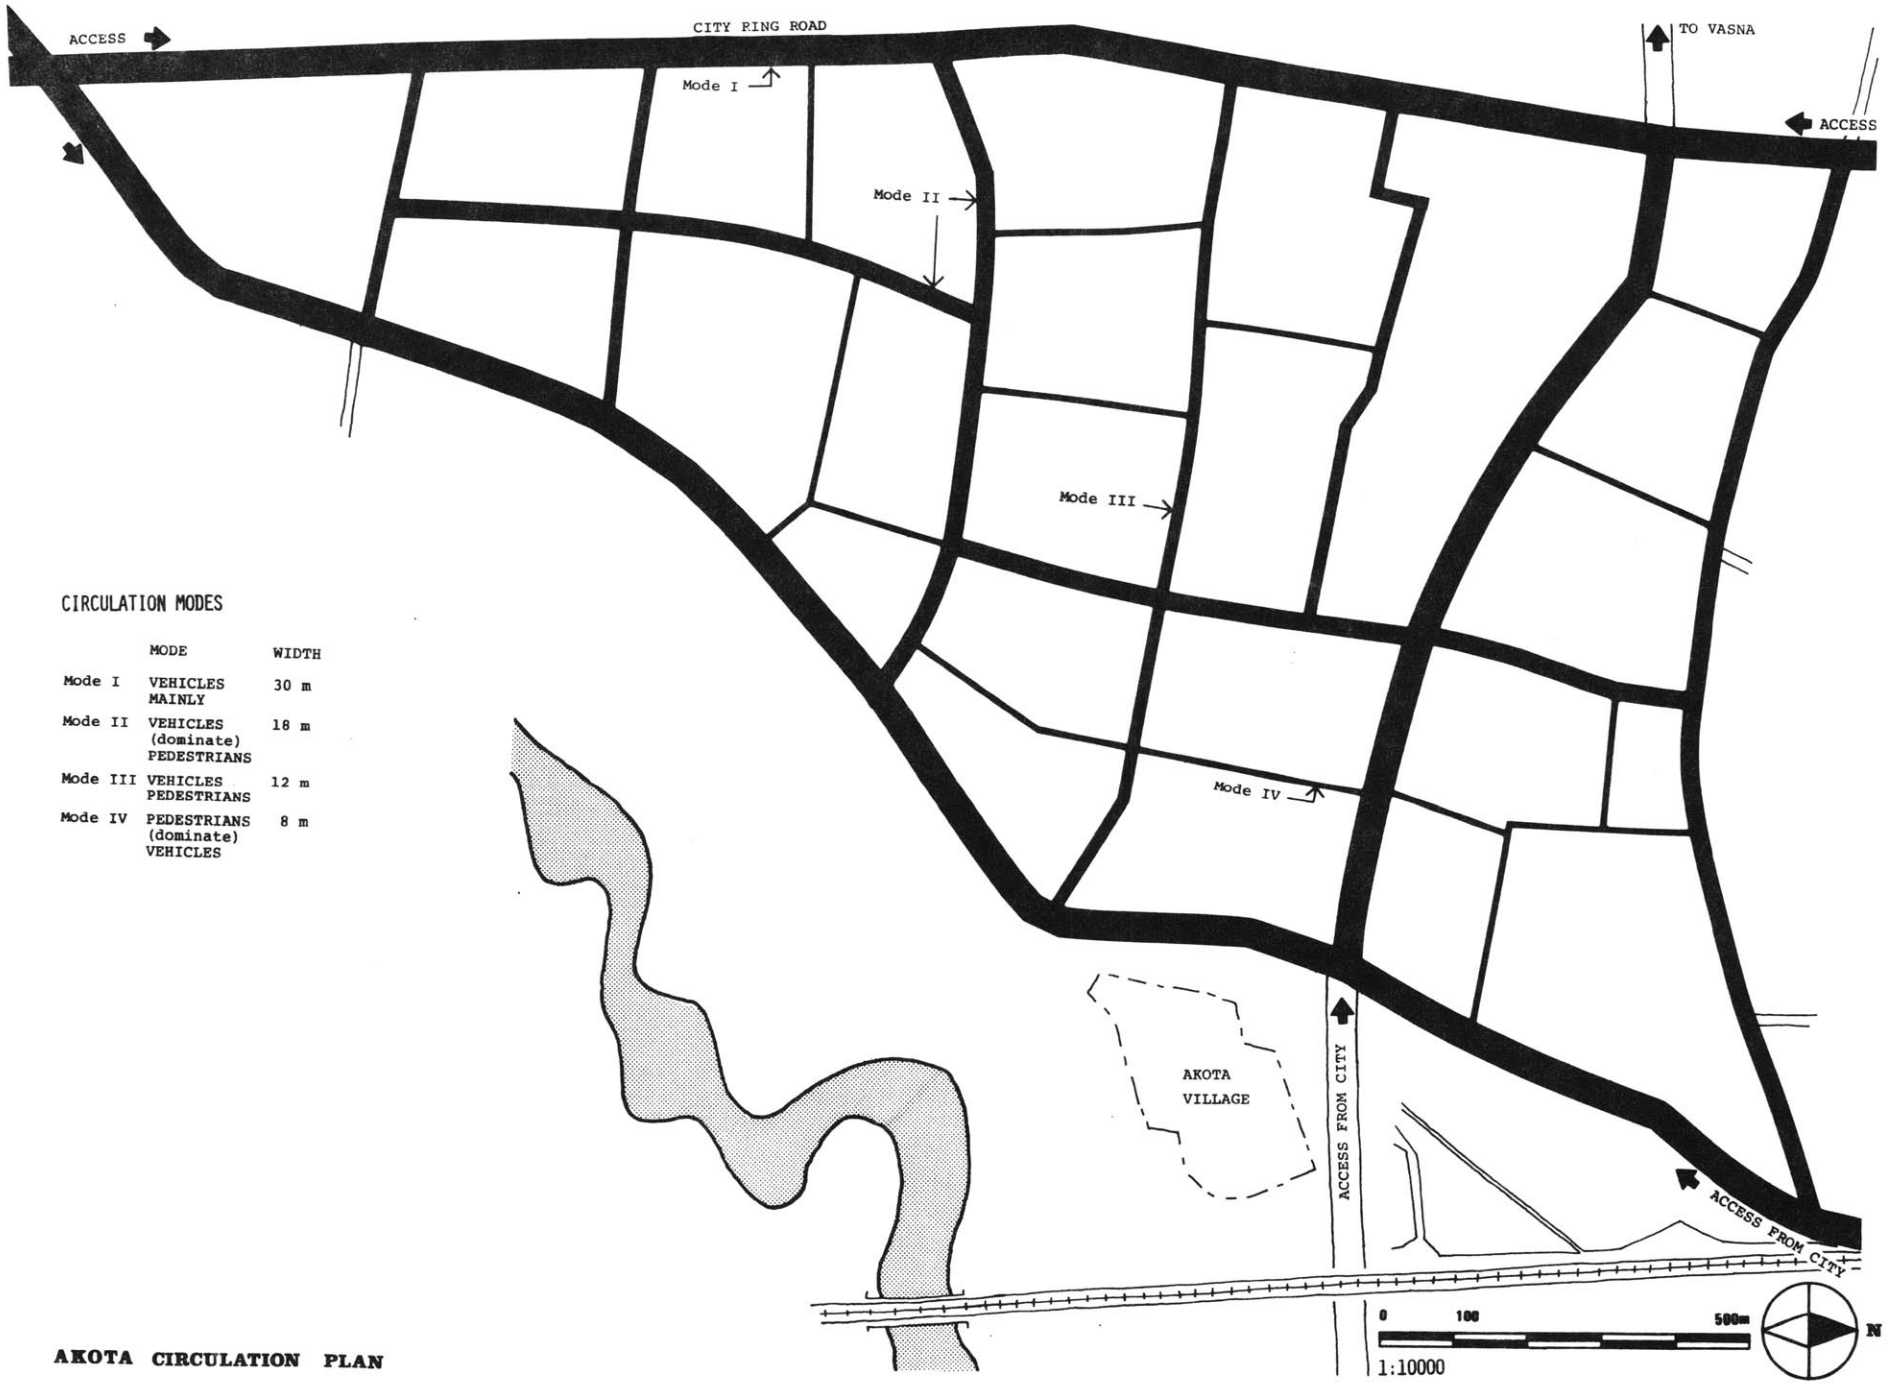 CITY RING ROAD
ACCESS
TO VASNA
Mode I
ACCESS
Mode II
Mode III
CIRCULATION MODES
MODE WIDTH
Mode I VEHICLES 30 m
MAINLY
Mode II VEHICLES 18 m
(dominate)
PEDESTRIANS
Mode III VEHICLES 12 m
PEDESTRIANS
Mode IV PEDESTRIANS 8 m
(dominate)
VEHICLES
Mode IV
AKOTA
VILLAGE
ACCESS FROM CITY
ACCESS FROM CITY
0 100 500m
1:10000
N
AKOTA CIRCULATION PLAN